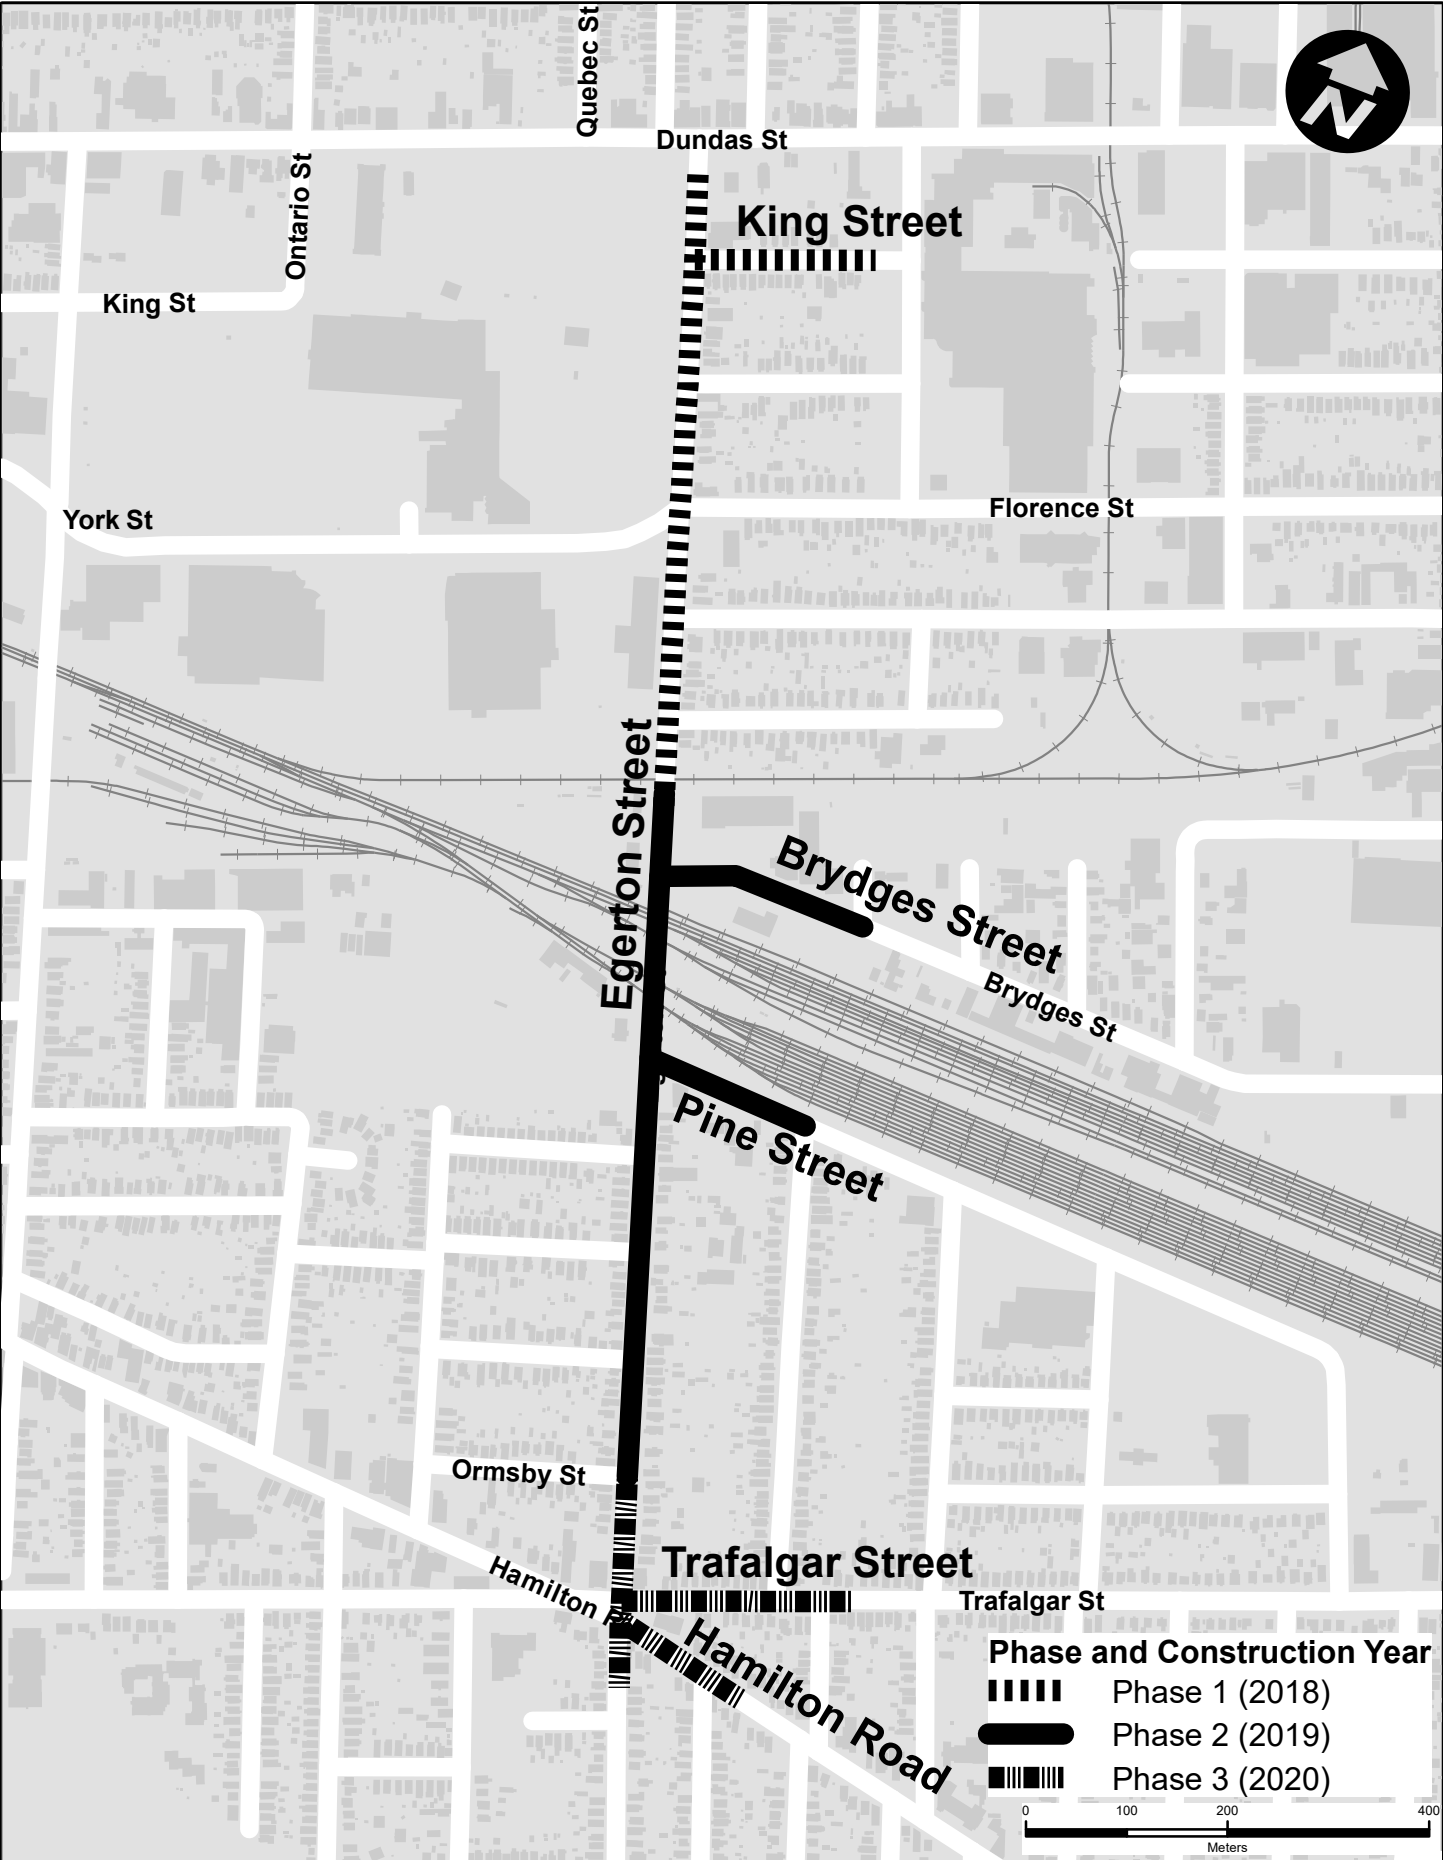 Quebec St
Dundas St
N
Ontario St
King Street
King St
York St
Florence St
Egerton Street
Brydges Street
Brydges St
Pine Street
Ormsby St
Trafalgar Street
Hamilton
Trafalgar St
Hamilton Road
Phase and Construction Year
Phase 1 (2018)
Phase 2 (2019)
Phase 3 (2020)
0 100 200 400
Meters